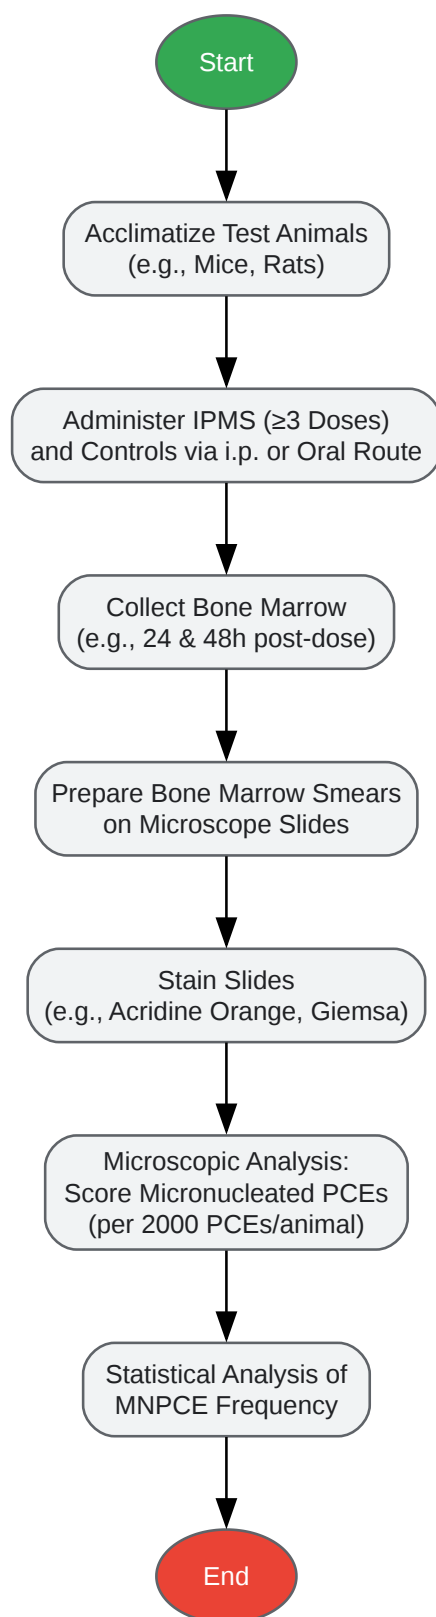 Start
Acclimatize Test Animals
(e.g., Mice, Rats)
Administer IPMS (≥3 Doses)
and Controls via i.p. or Oral Route
Collect Bone Marrow
(e.g., 24 & 48h post-dose)
Prepare Bone Marrow Smears
on Microscope Slides
Stain Slides
(e.g., Acridine Orange, Giemsa)
Microscopic Analysis:
Score Micronucleated PCEs
(per 2000 PCEs/animal)
Statistical Analysis of
MNPCE Frequency
End